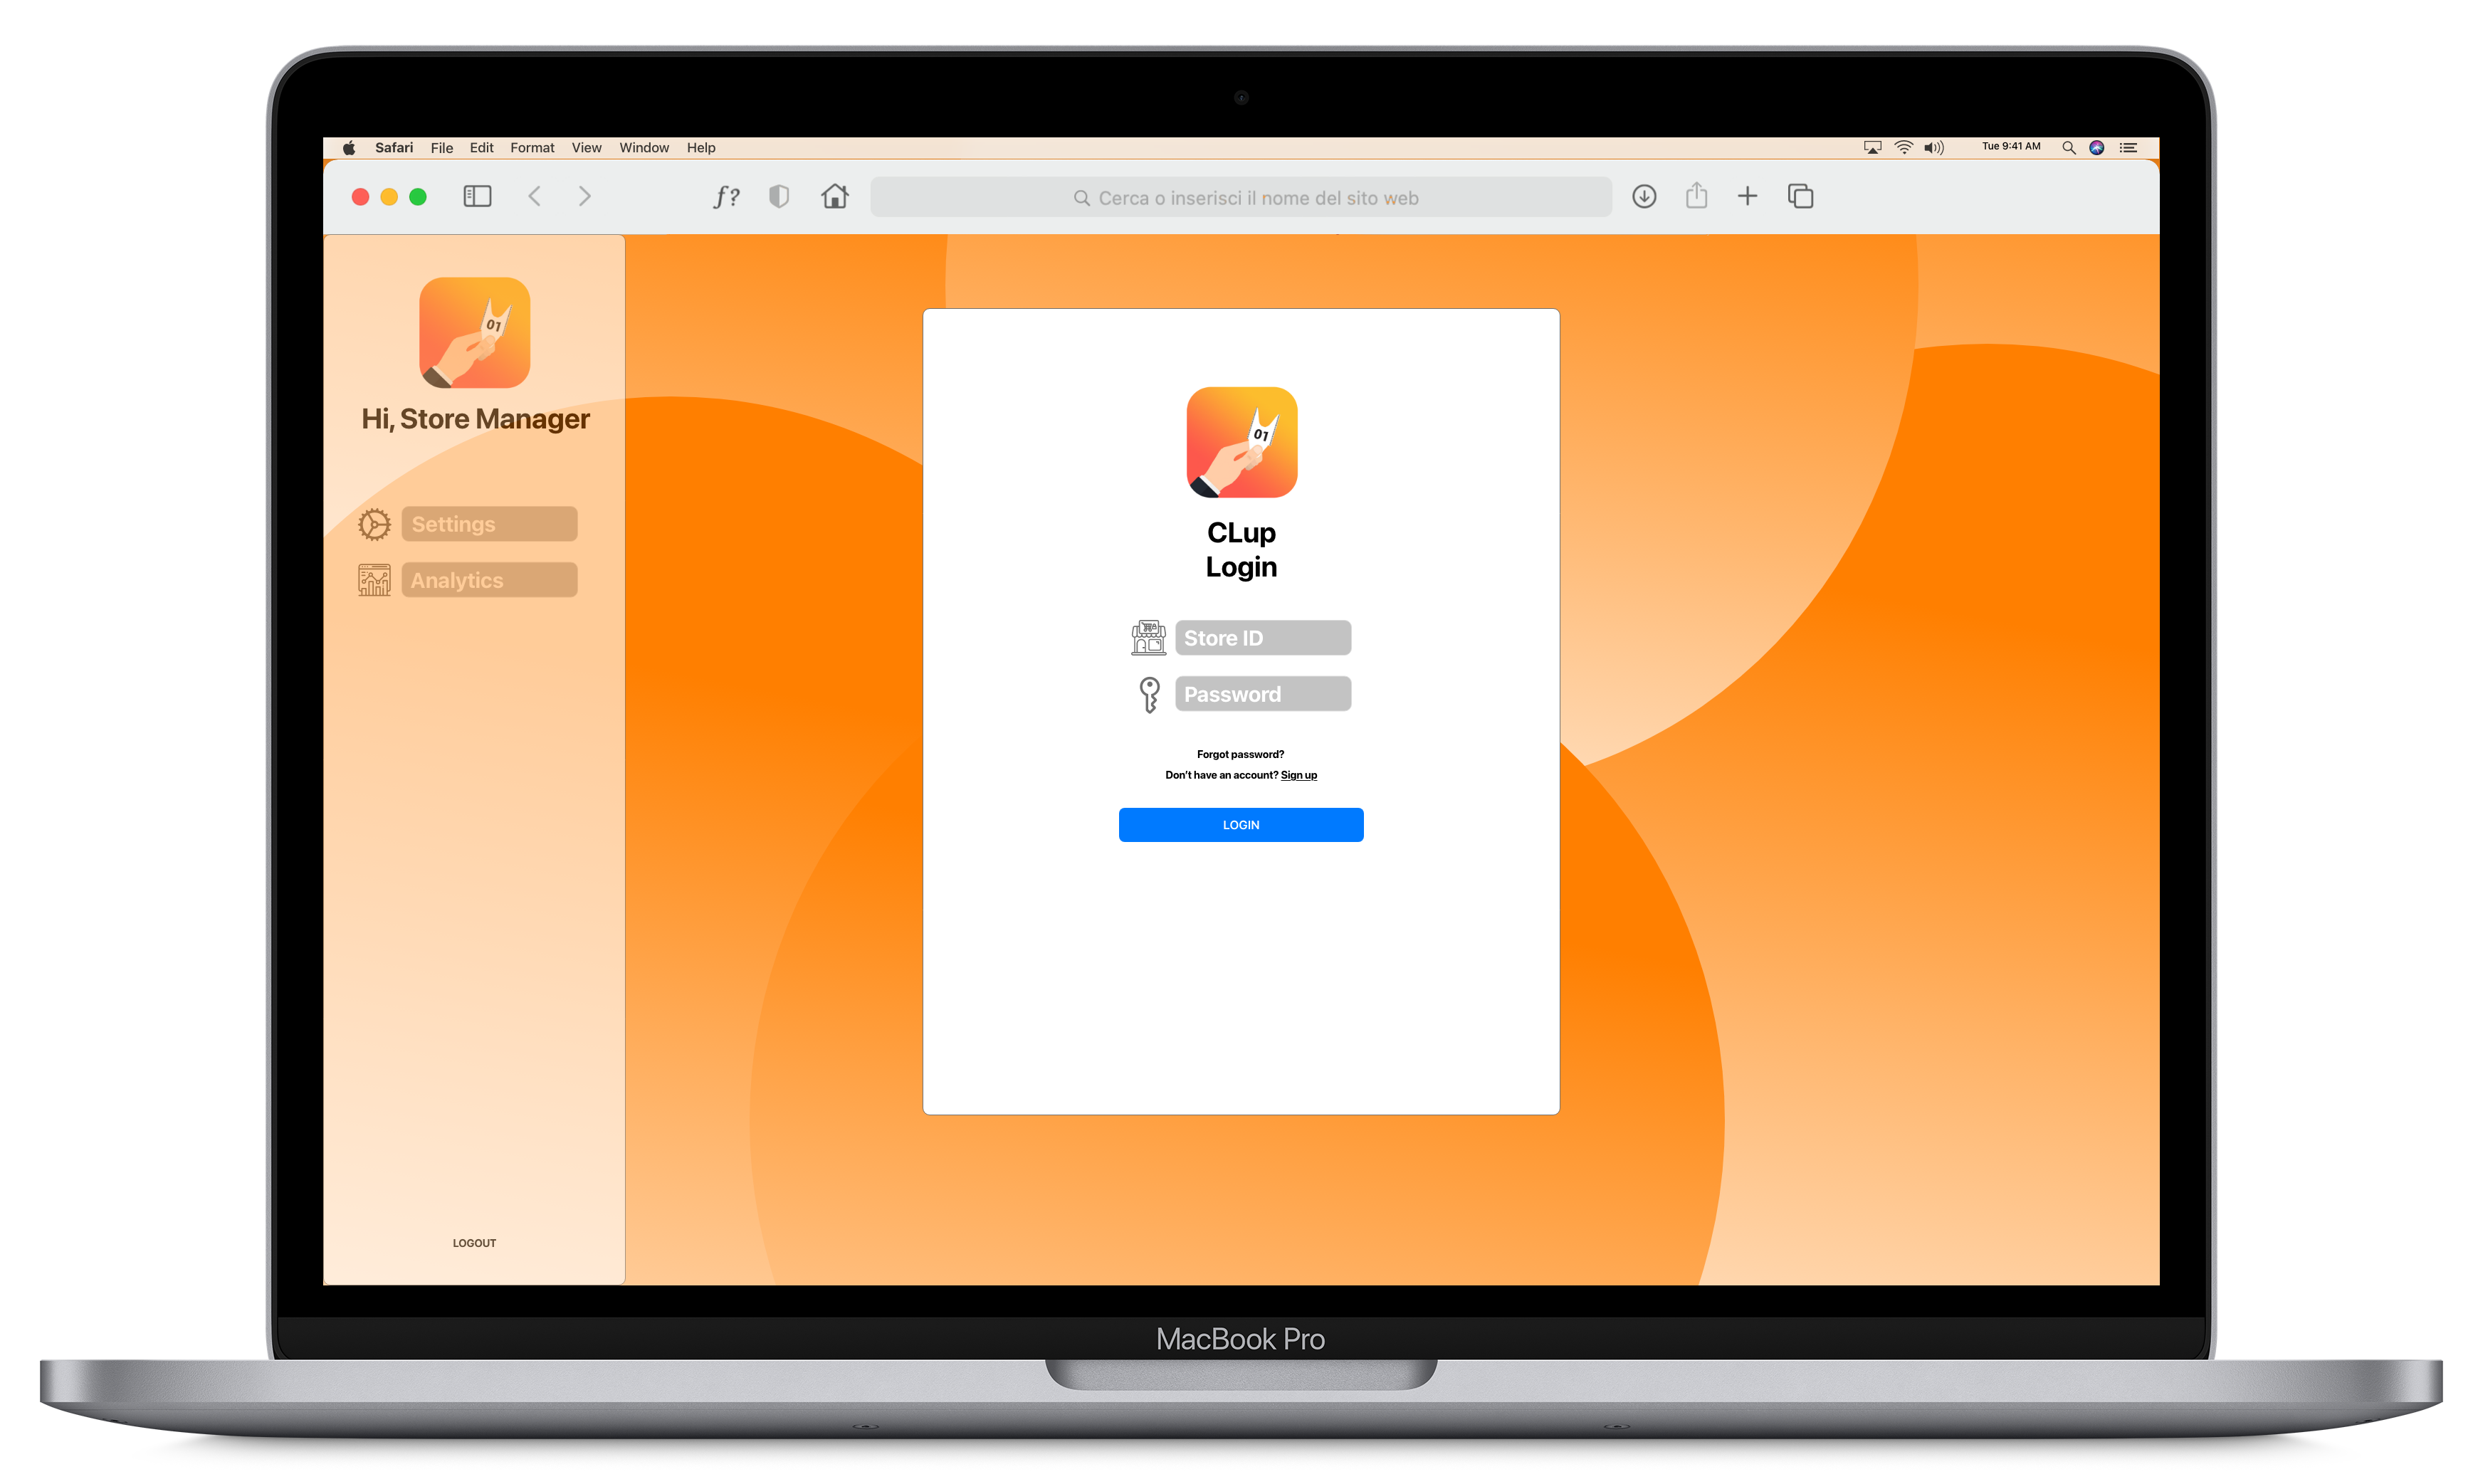 Safari File Edit Format View Window Help
Tue 9:41 AM
ƒ?
Cerca o inserisci il nome del sito web
01
Hi, Store Manager
Settings
Analytics
LOGOUT
01
CLup
Login
Store ID
Password
Forgot password?
Don't have an account? Sign up
LOGIN
MacBook Pro